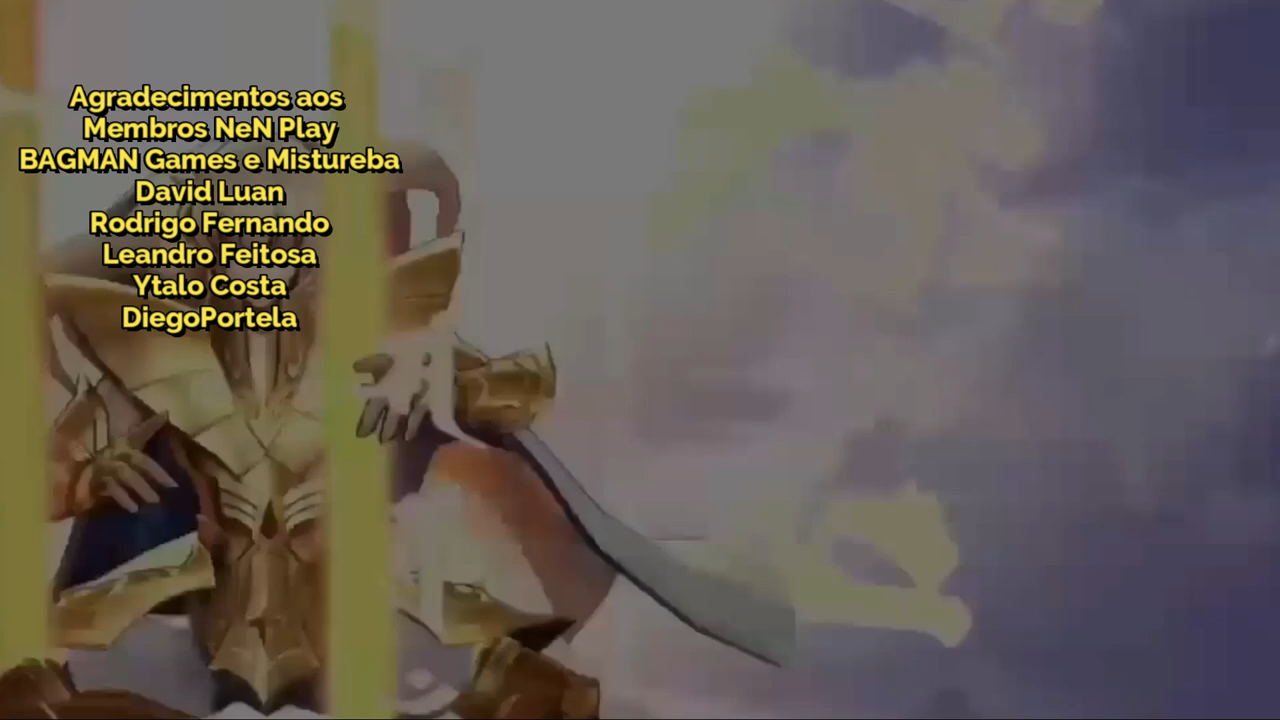 Agradecimentos aos
Membros NeN Play
BAGMAN Games e Mistureba
David Luan
Rodrigo Fernando
Leandro Feitosa
Ytalo Costa
DiegoPortela